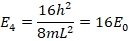 E₄ = 16h²/8mL² = 16E₀